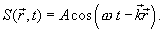 S(r⃗,t) = A cos(ω t − k⃗r⃗).